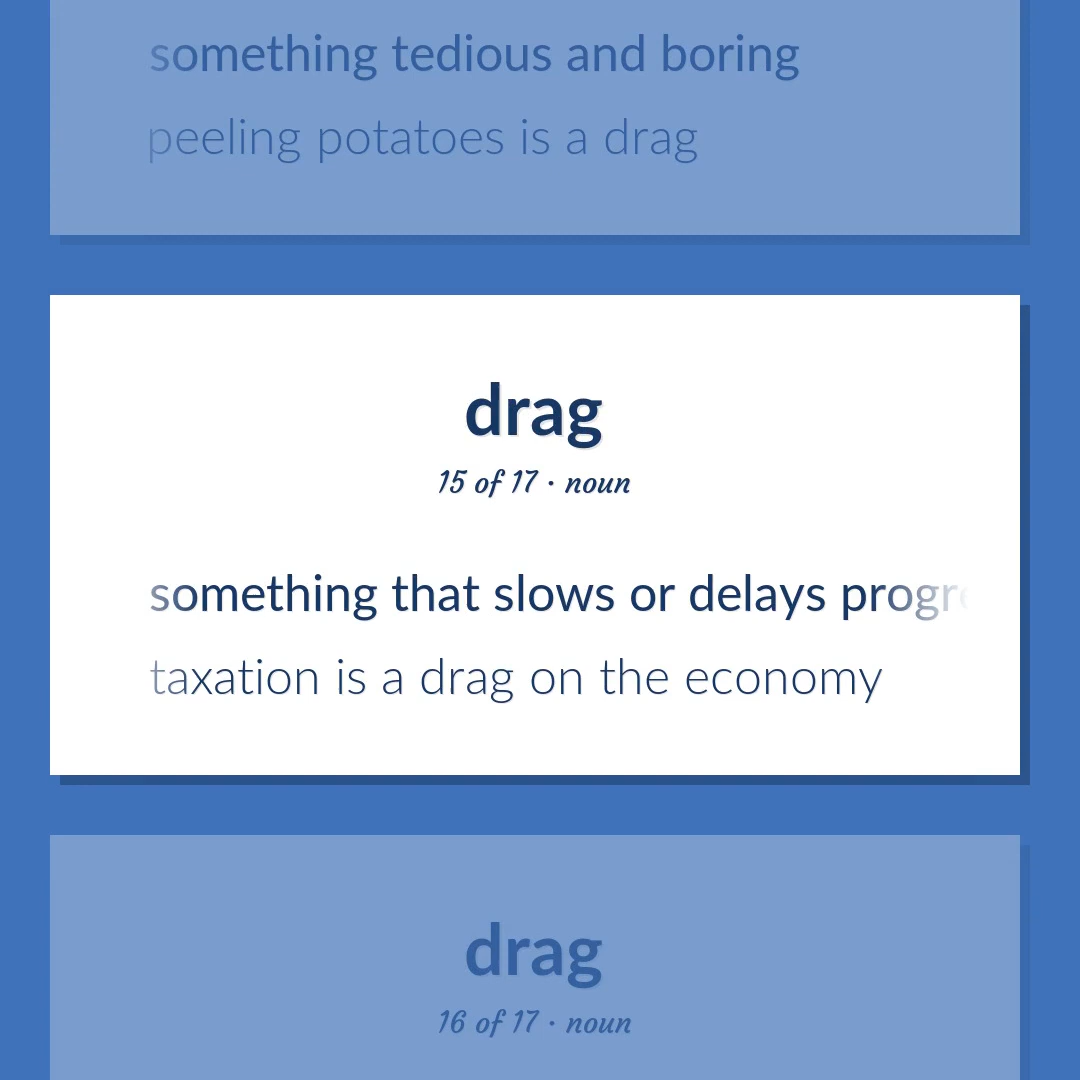 something tedious and boring
peeling potatoes is a drag
drag
15 of 17 · noun
something that slows or delays
taxation is a drag on the economy
drag
16 of 17 · noun